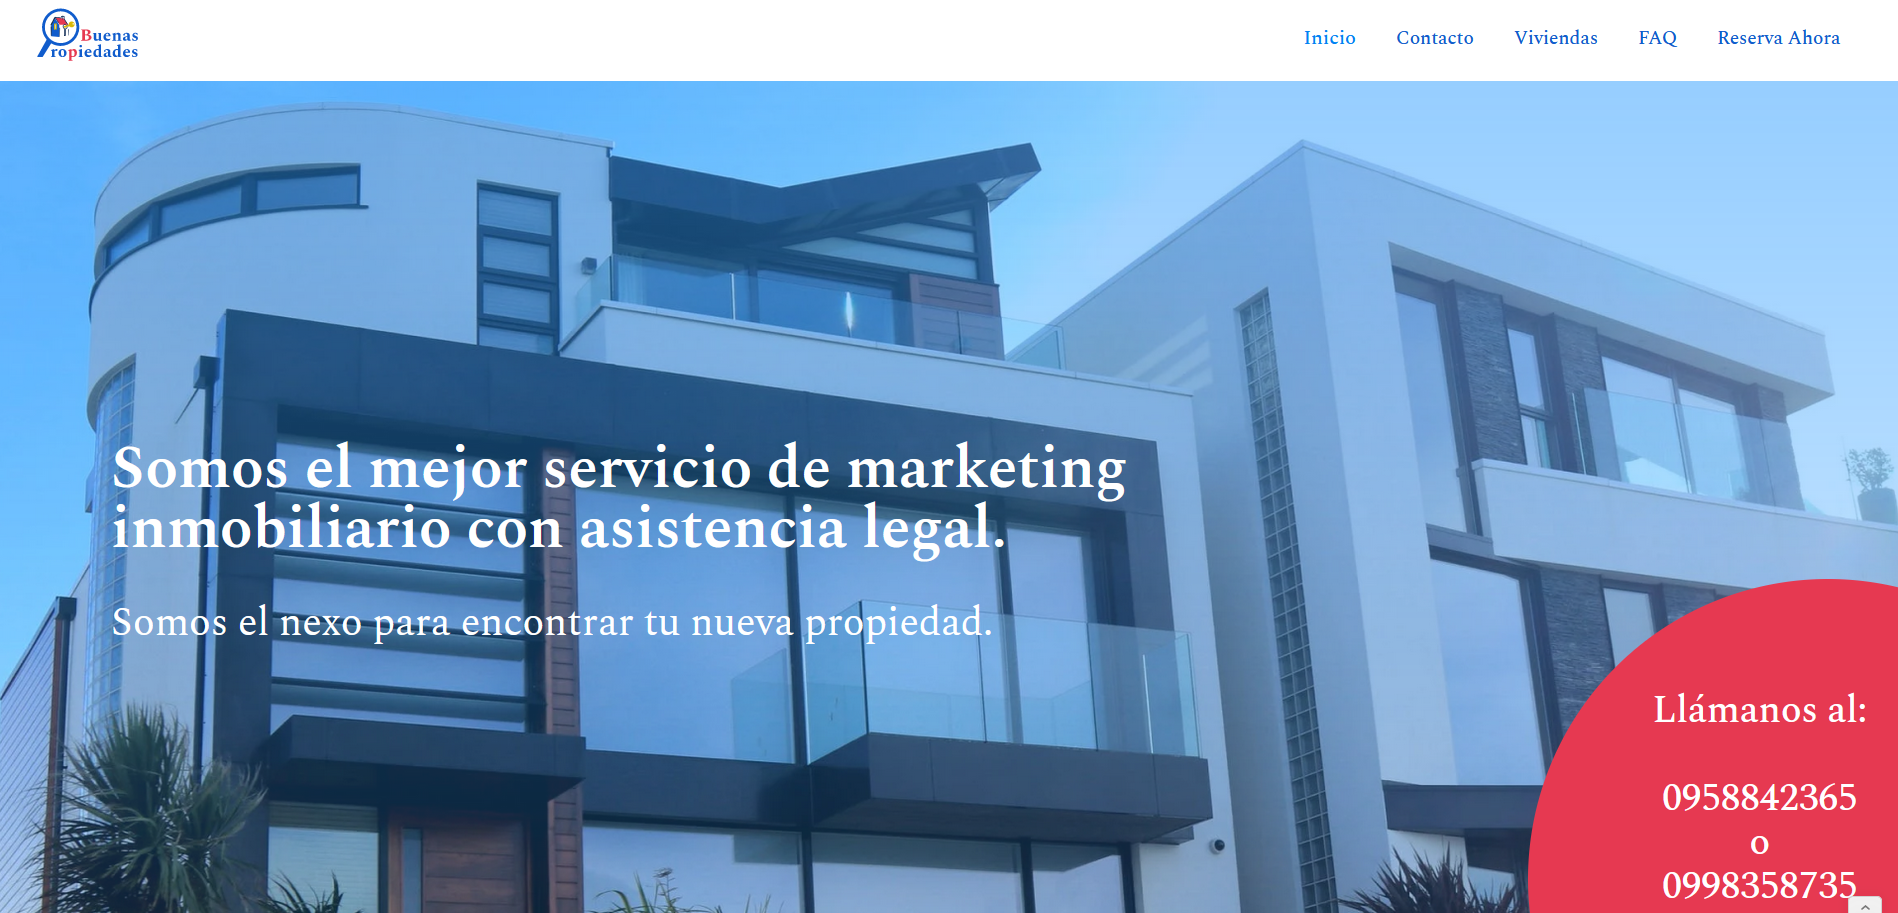 Buenas
Propiedades
Inicio
Contacto
Viviendas
FAQ
Reserva Ahora
Somos el mejor servicio de marketing
inmobiliario con asistencia legal.
Somos el nexo para encontrar tu nueva propiedad.
Llámanos al:
0958842365
o
0998358735